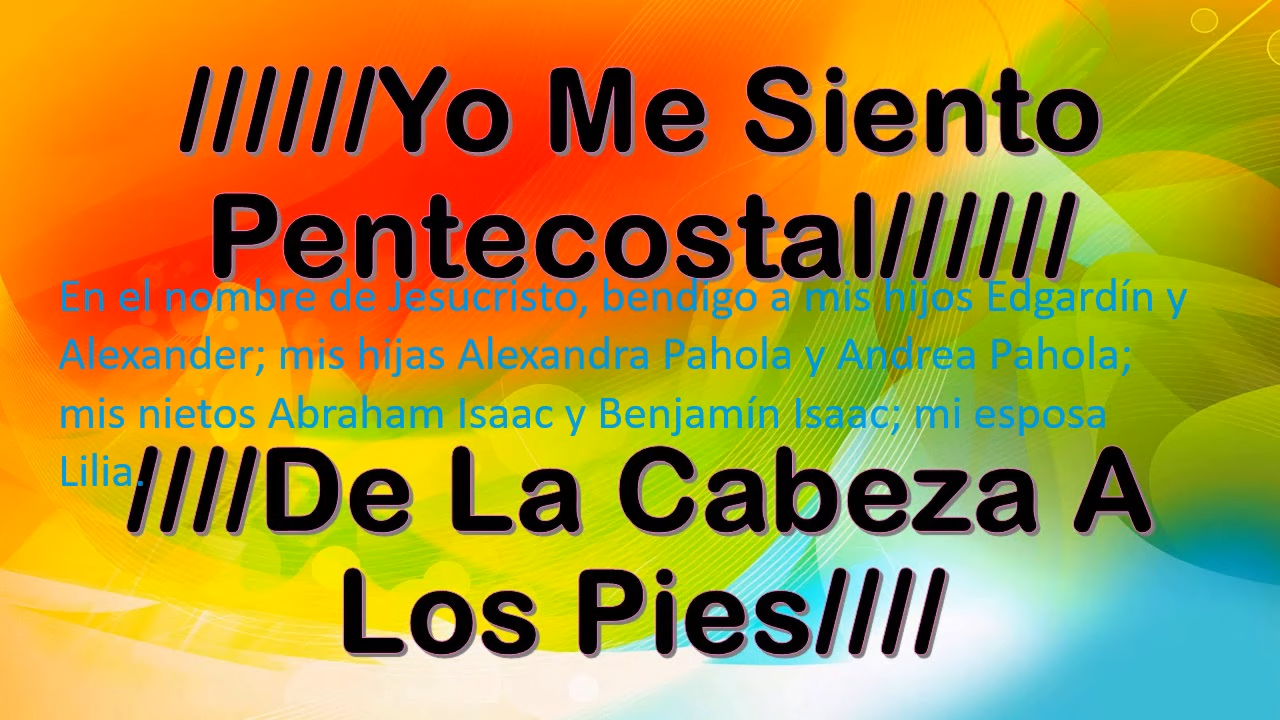 //////Yo Me Siento
Pentecostal//////
En el nombre de Jesucristo, bendigo a mis hijos Edgardín y
Alexander; mis hijas Alexandra Pahola y Andrea Pahola;
mis nietos Abraham Isaac y Benjamín Isaac; mi esposa
Lilia.
////De La Cabeza A
Los Pies////